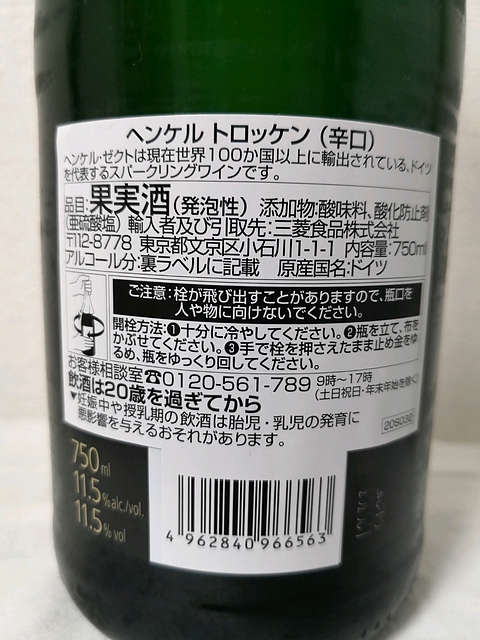 ヘンケル トロッケン（辛口）
ヘンケル・ゼクトは現在世界100か国以上に輸出されている、ドイツ
を代表するスパークリングワインです。
品目:果実酒(発泡性) 添加物:酸味料、酸化防止剤
(亜硫酸塩) 輸入者及び引取先:三菱食品株式会社
〒112-8778 東京都文京区小石川1-1-1 内容量:750ml
アルコール分:裏ラベルに記載 原産国名:ドイツ
ご注意:栓が飛び出すことがありますので、瓶口を
人や物に向けないでください。
開栓方法:❶十分に冷やしてください。❷瓶を立て、布を
かぶせてください。❸手で栓を押さえたまま止め金をゆ
るめ、瓶をゆっくり回してください。
お客様相談室☎0120-561-789 9時～17時
(土日祝日・年末年始を除く)
飲酒は20歳を過ぎてから
▼妊娠中や授乳期の飲酒は胎児・乳児の発育に
悪影響を与えるおそれがあります。
20S032
750ml
11.5%alc./vol.
11.5% vol
4 962840 966563